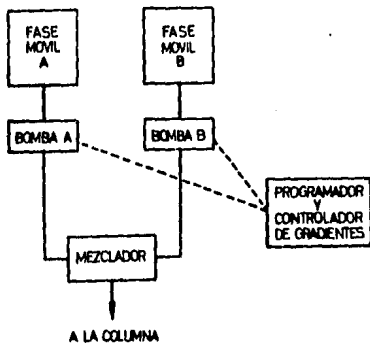 FASE
MOVIL
A
FASE
MOVIL
B
BOMBA A
BOMBA B
PROGRAMADOR
Y
CONTROLADOR
DE GRADIENTES
MEZCLADOR
A LA COLUMNA